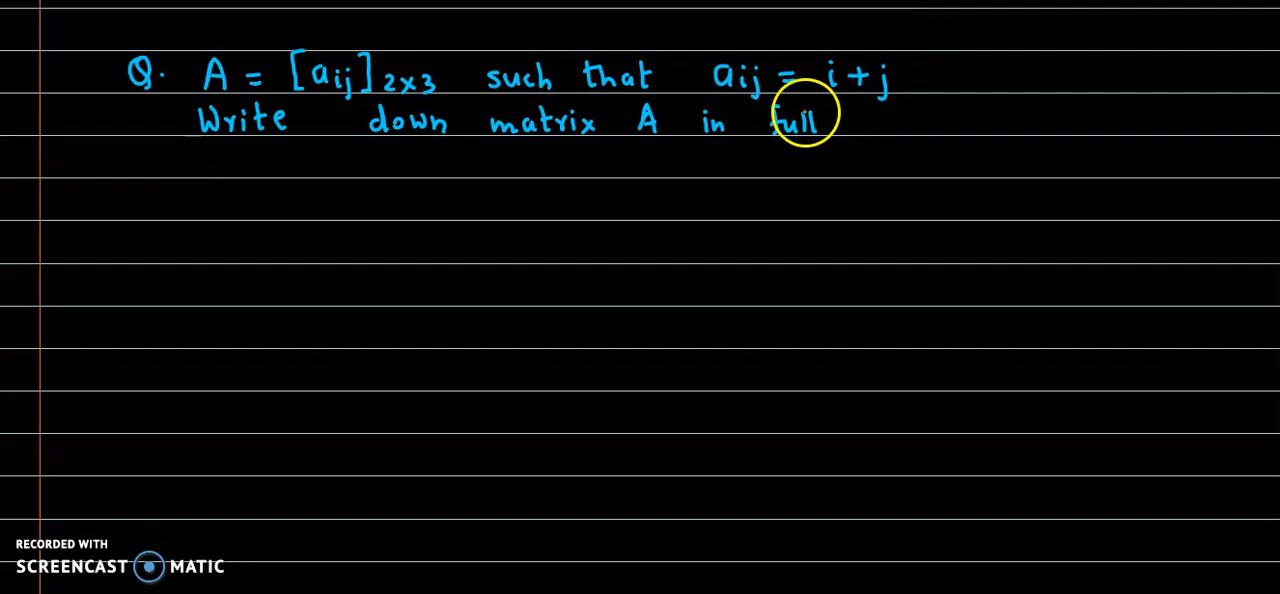 Q. A = [aij]2x3 such that aij = i + j
Write down matrix A in full
RECORDED WITH
SCREENCAST MATIC